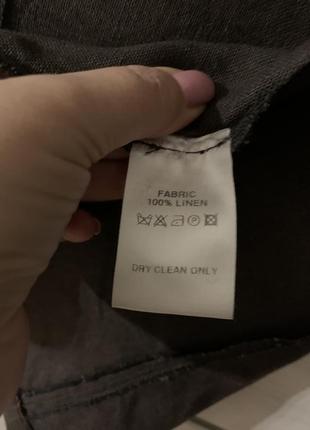 FABRIC
100% LINEN
DRY CLEAN ONLY